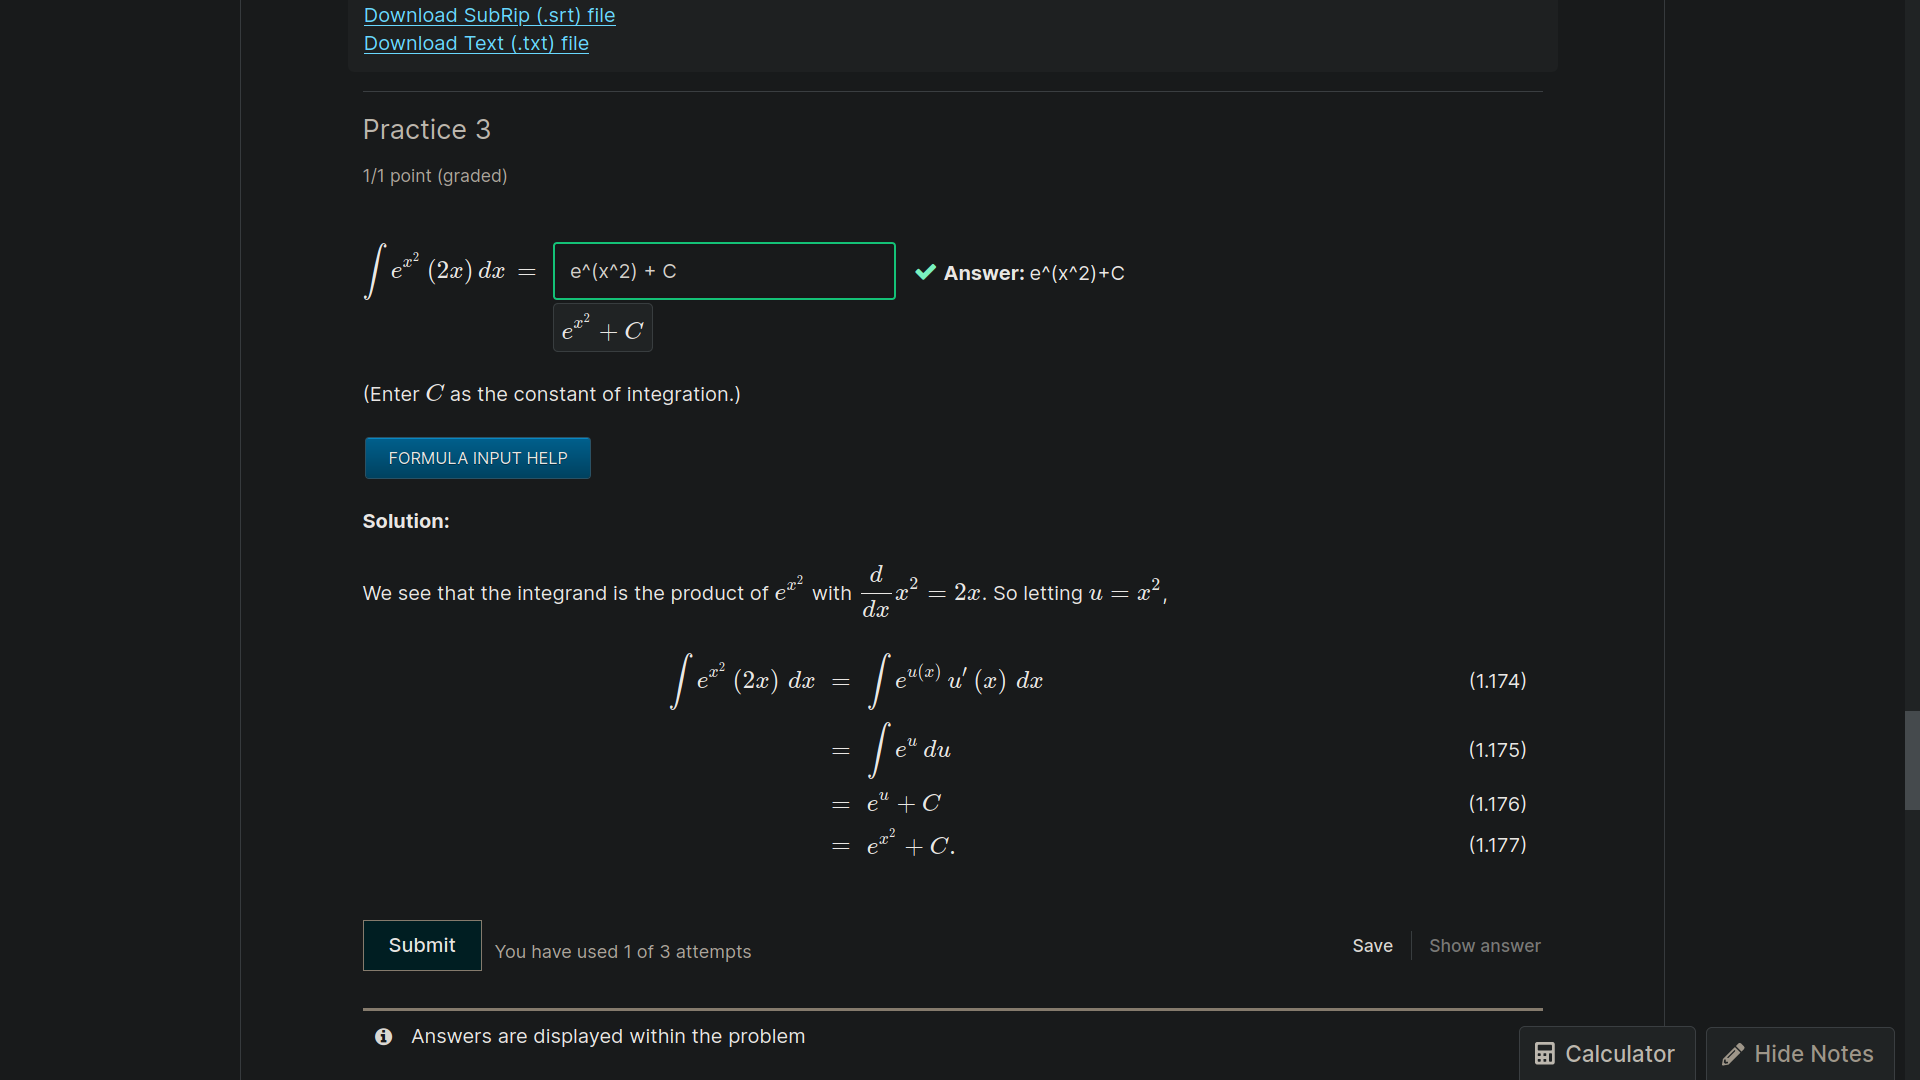 Download SubRip (.srt) file
Download Text (.txt) file
Practice 3
1/1 point (graded)
∫ e^{x^2} (2x) dx = e^(x^2) + C ✔ Answer: e^(x^2)+C
e^{x^2} + C
(Enter C as the constant of integration.)
FORMULA INPUT HELP
Solution:
We see that the integrand is the product of e^{x^2} with \frac{d}{dx} x^2 = 2x. So letting u = x^2,
∫ e^{x^2} (2x) dx = ∫ e^{u(x)} u′ (x) dx (1.174)
= ∫ e^u du (1.175)
= e^u + C (1.176)
= e^{x^2} + C. (1.177)
Submit You have used 1 of 3 attempts Save Show answer
Answers are displayed within the problem
Calculator Hide Notes